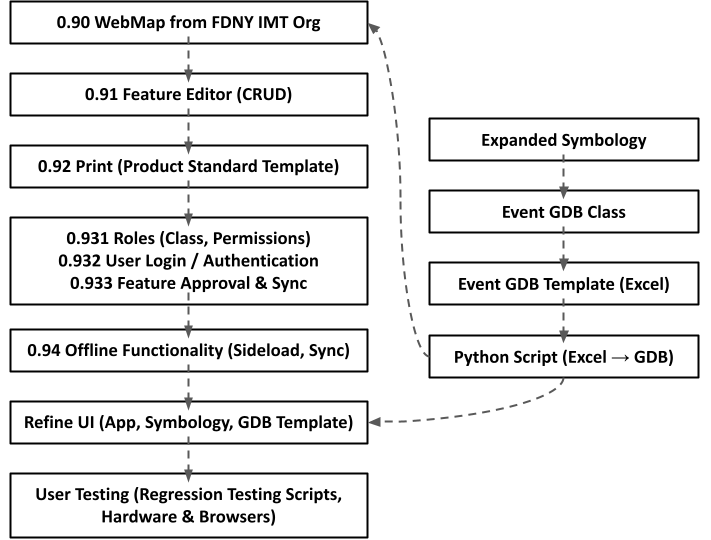 0.90 WebMap from FDNY IMT Org
0.91 Feature Editor (CRUD)
0.92 Print (Product Standard Template)
0.931 Roles (Class, Permissions)
0.932 User Login / Authentication
0.933 Feature Approval & Sync
0.94 Offline Functionality (Sideload, Sync)
Refine UI (App, Symbology, GDB Template)
User Testing (Regression Testing Scripts,
Hardware & Browsers)
Expanded Symbology
Event GDB Class
Event GDB Template (Excel)
Python Script (Excel → GDB)